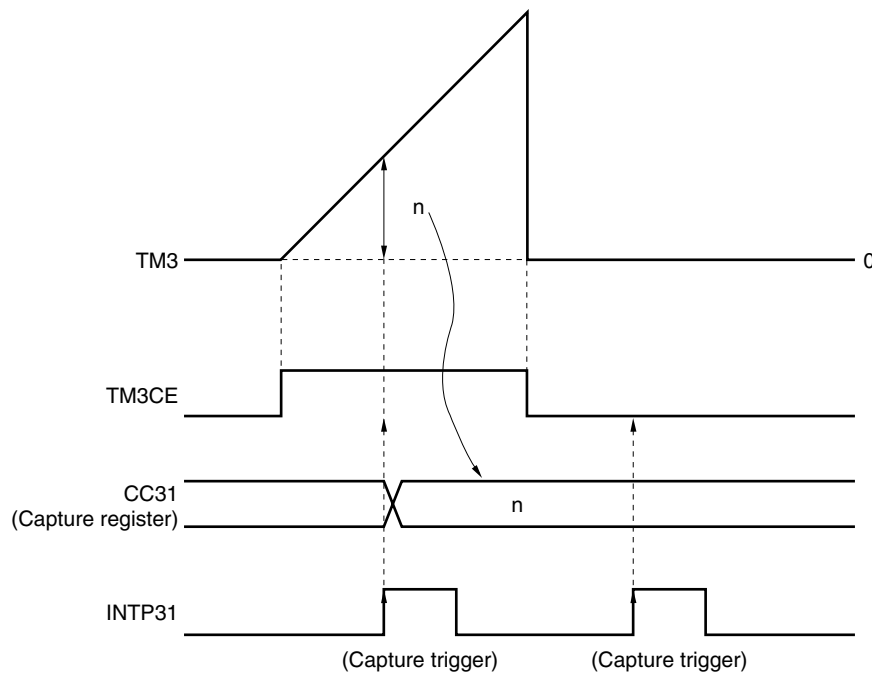 n
TM3
0
TM3CE
CC31
(Capture register)
n
INTP31
(Capture trigger) (Capture trigger)